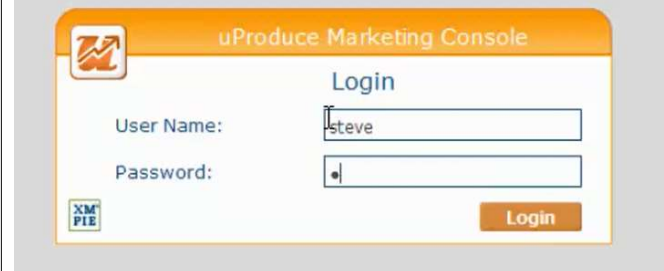 uProduce Marketing Console
Login
User Name: steve
Password: •
XM
PIE
Login